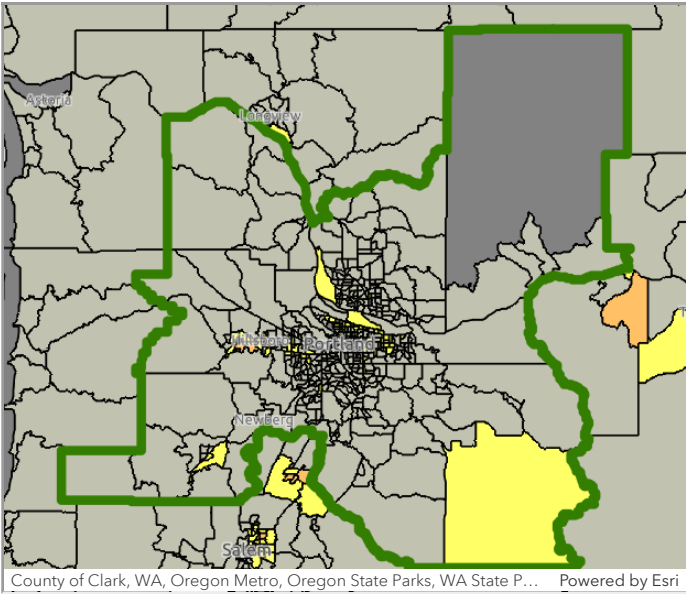 Astoria
Longview
Hillsboro
Portland
Newberg
Salem
County of Clark, WA, Oregon Metro, Oregon State Parks, WA State P... Powered by Esri